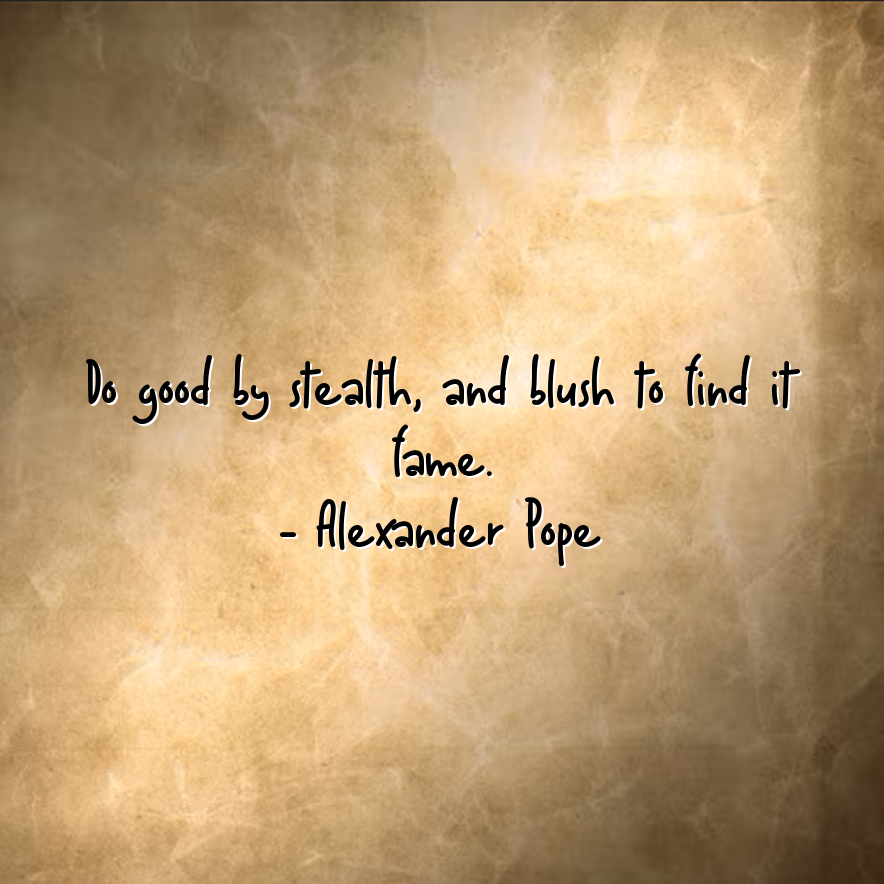 Do good by stealth, and blush to find it
fame.
- Alexander Pope